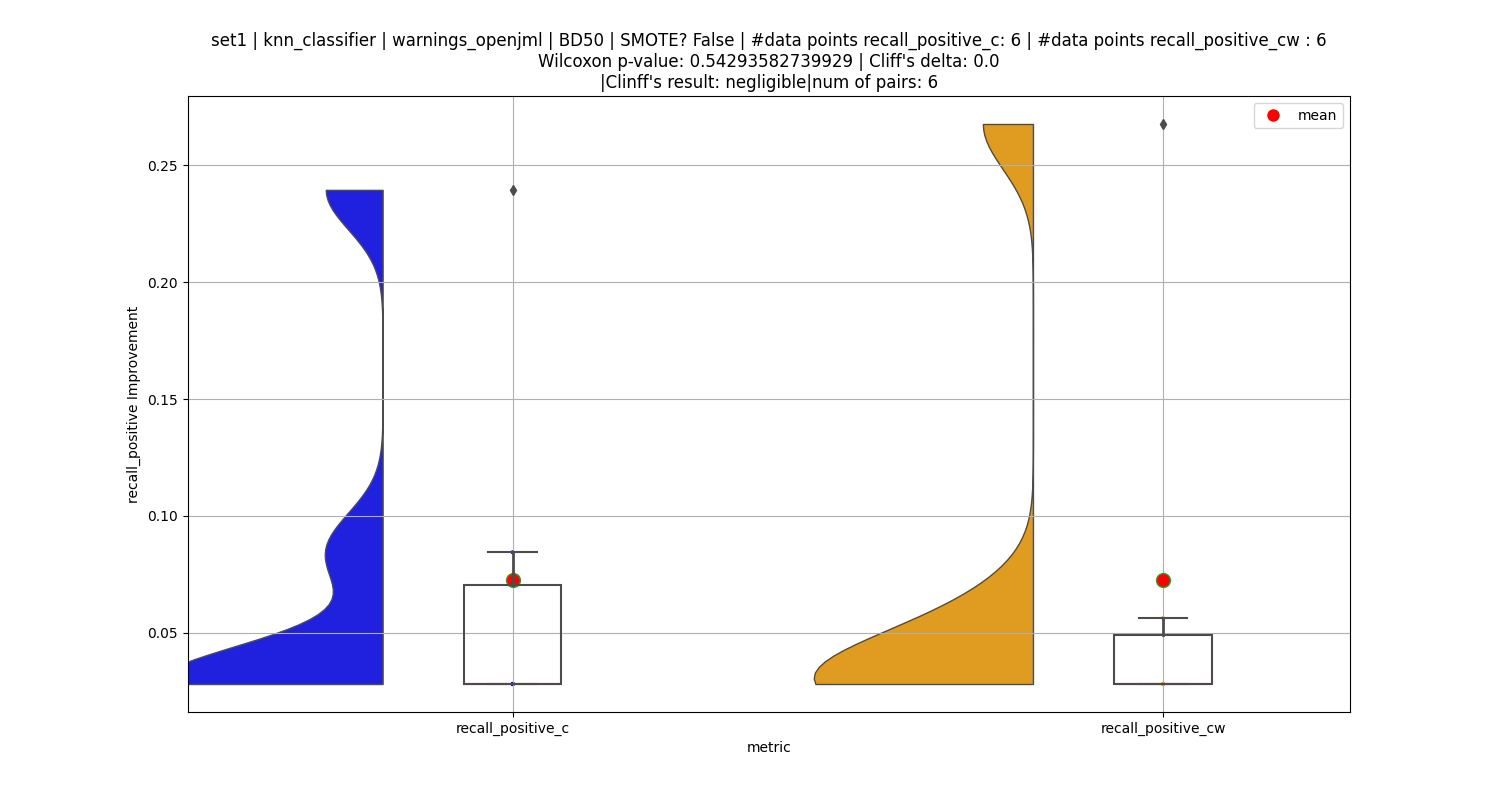 set1 | knn_classifier | warnings_openjml | BD50 | SMOTE? False | #data points recall_positive_c: 6 | #data points recall_positive_cw : 6
Wilcoxon p-value: 0.54293582739929 | Cliff's delta: 0.0
|Clinff's result: negligible|num of pairs: 6
mean
0.25
0.20
0.15
0.10
0.05
recall_positive Improvement
recall_positive_c
recall_positive_cw
metric